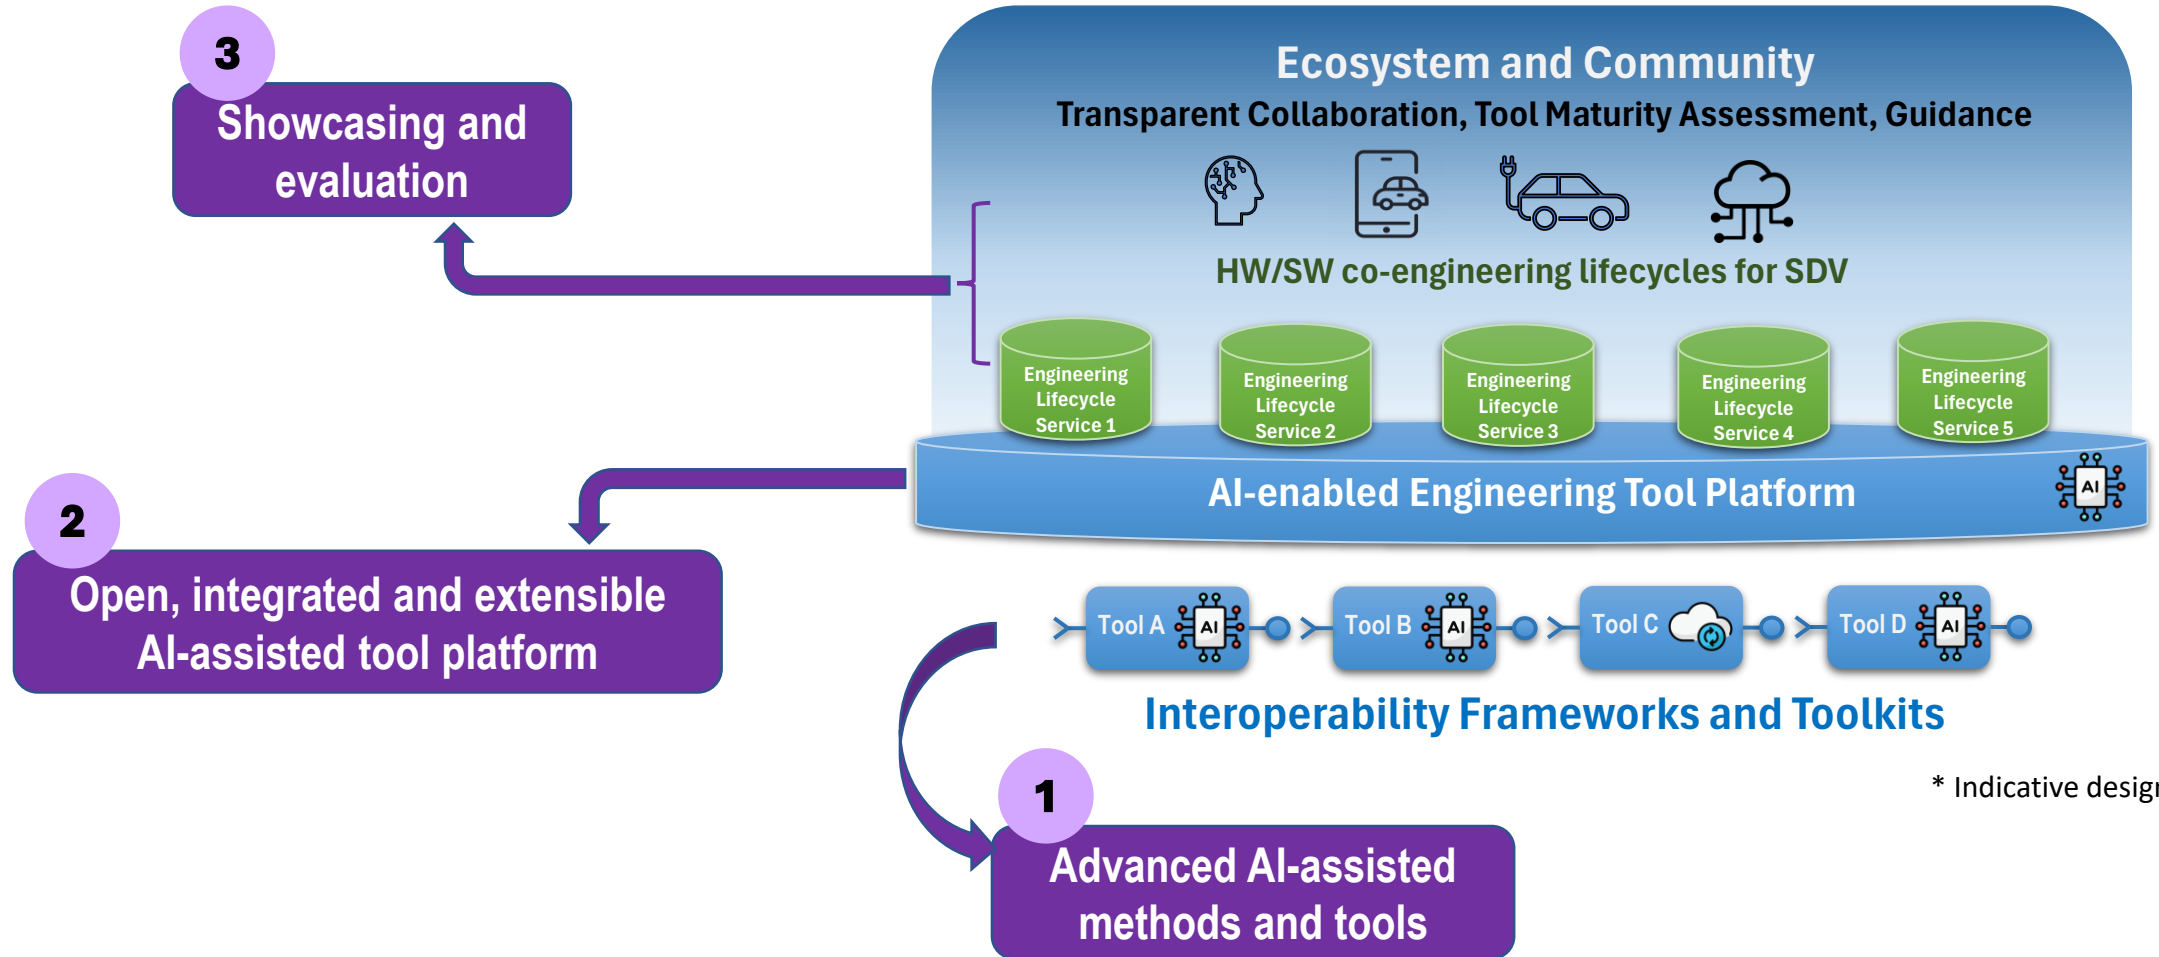 3
Showcasing and
evaluation
Ecosystem and Community
Transparent Collaboration, Tool Maturity Assessment, Guidance
HW/SW co-engineering lifecycles for SDV
Engineering
Lifecycle
Service 1
Engineering
Lifecycle
Service 2
Engineering
Lifecycle
Service 3
Engineering
Lifecycle
Service 4
Engineering
Lifecycle
Service 5
AI-enabled Engineering Tool Platform
AI
2
Open, integrated and extensible
AI-assisted tool platform
Tool A
AI
Tool B
AI
Tool C
Tool D
AI
Interoperability Frameworks and Toolkits
* Indicative design
1
Advanced AI-assisted
methods and tools